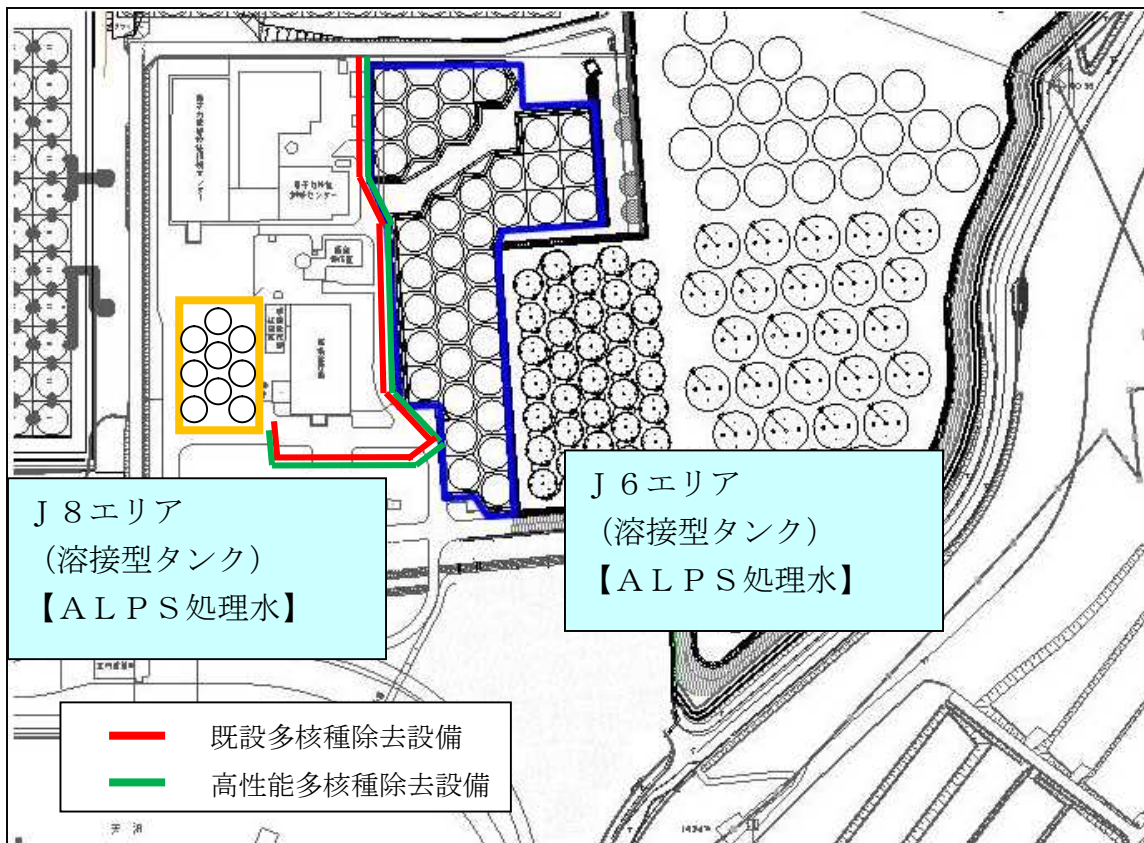 Ｊ８エリア
（溶接型タンク）
【ＡＬＰＳ処理水】
Ｊ６エリア
（溶接型タンク）
【ＡＬＰＳ処理水】
既設多核種除去設備
高性能多核種除去設備